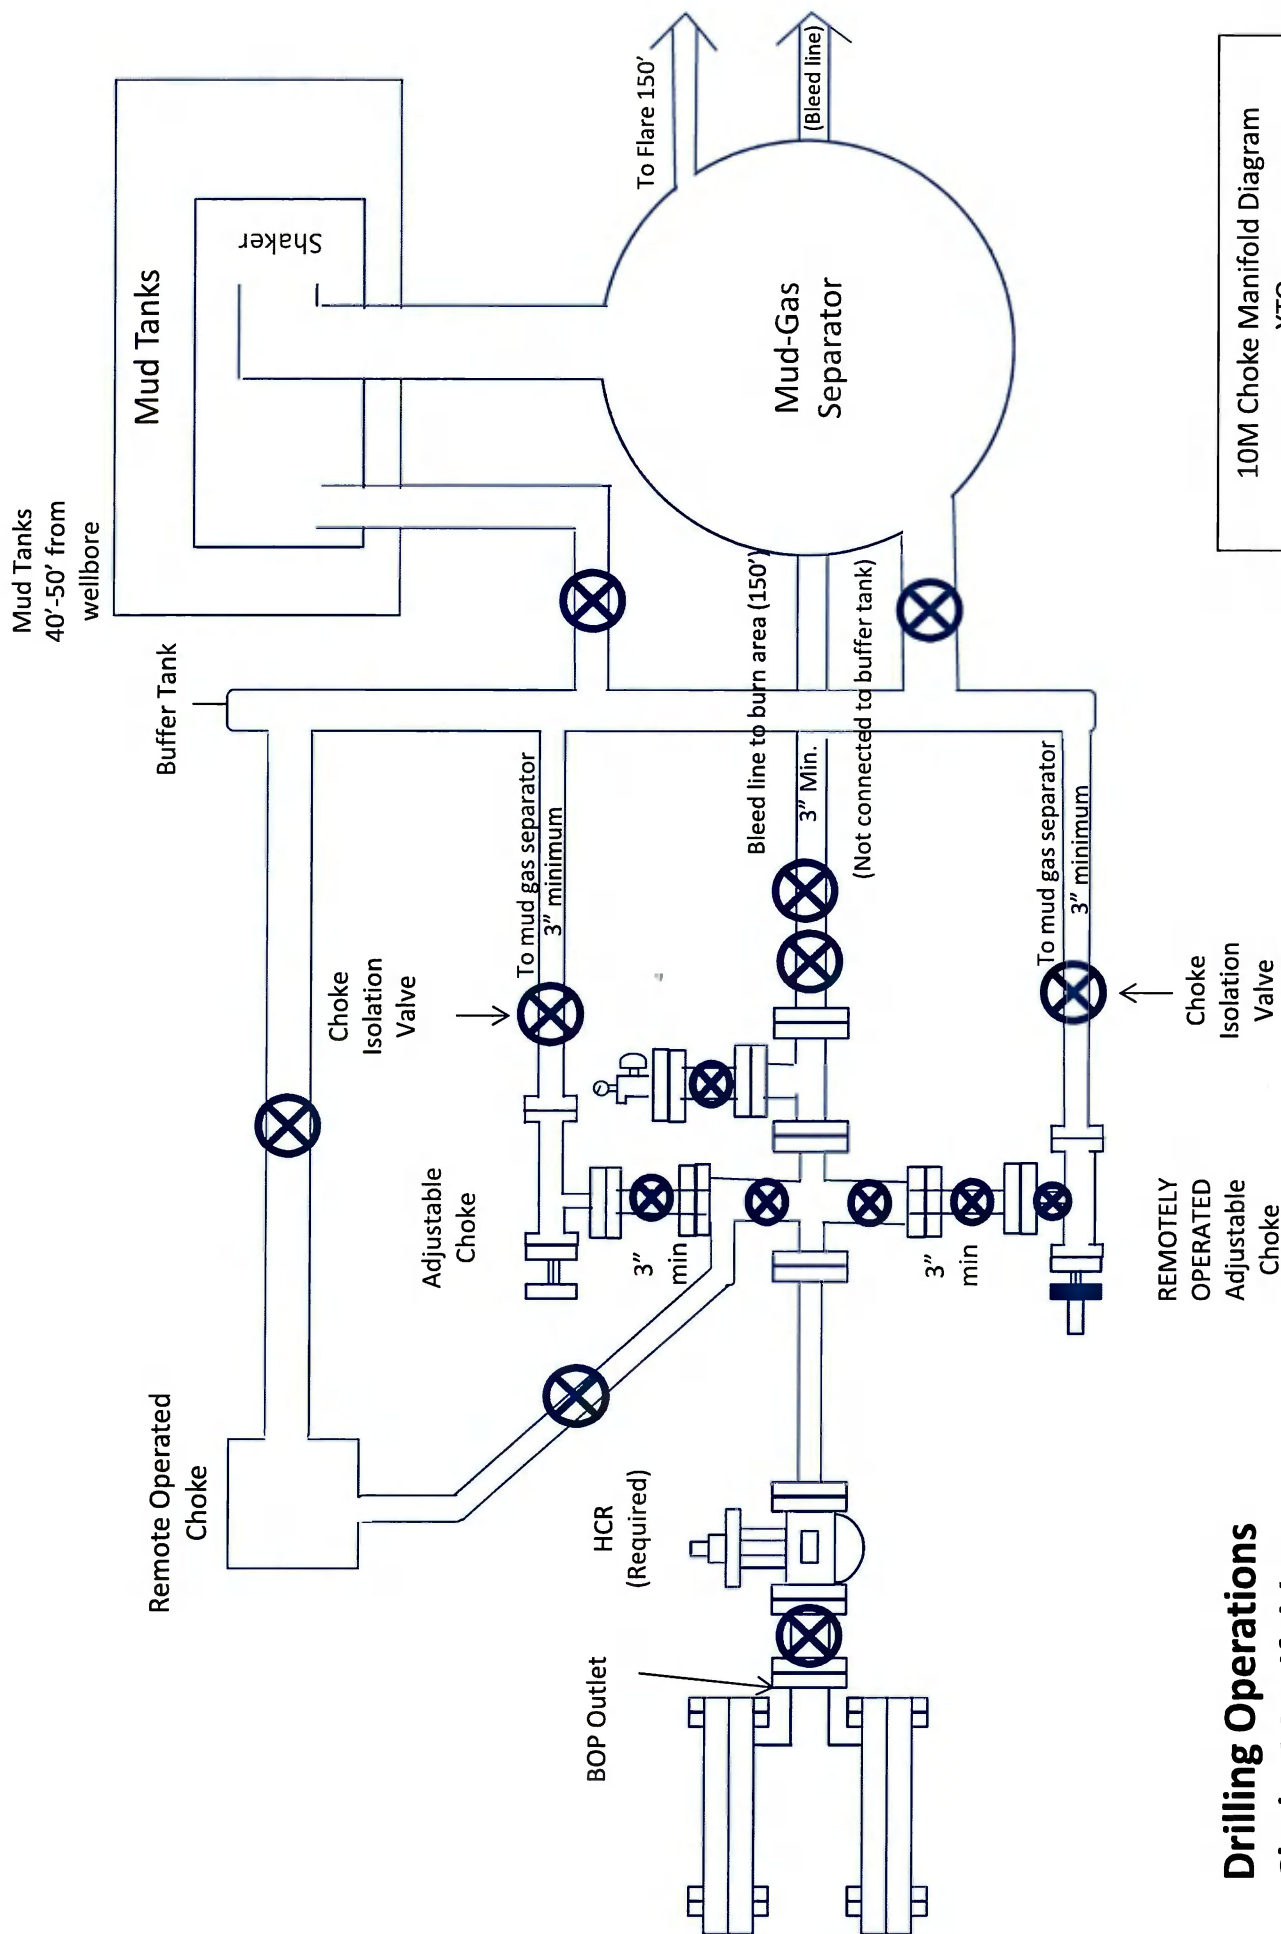 Mud Tanks
40'-50' from
wellbore
Mud Tanks
Remote Operated
Choke
Buffer Tank
Shaker
Choke
Isolation
Valve
Adjustable
Choke
To mud gas separator
3" minimum
HCR
(Required)
BOP Outlet
3"
min
To Flare 150'
Bleed line to burn area (150')
3" Min.
(Not connected to buffer tank)
Mud-Gas
Separator
(Bleed line)
3"
min
To mud gas separator
3" minimum
REMOTELY
OPERATED
Adjustable
Choke
Choke
Isolation
Valve
Drilling Operations
10M Choke Manifold Diagram